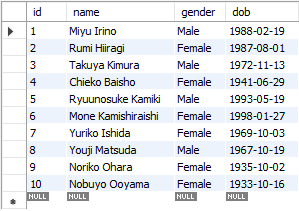 id name gender dob
1 Miyu Irino Male 1988-02-19
2 Rumi Hiiragi Female 1987-08-01
3 Takuya Kimura Male 1972-11-13
4 Chieko Baisho Female 1941-06-29
5 Ryuunosuke Kamiki Male 1993-05-19
6 Mone Kamishiraishi Female 1998-01-27
7 Yuriko Ishida Female 1969-10-03
8 Youji Matsuda Male 1967-10-19
9 Noriko Ohara Female 1935-10-02
10 Nobuyo Ooyama Female 1933-10-16
NULL NULL NULL NULL